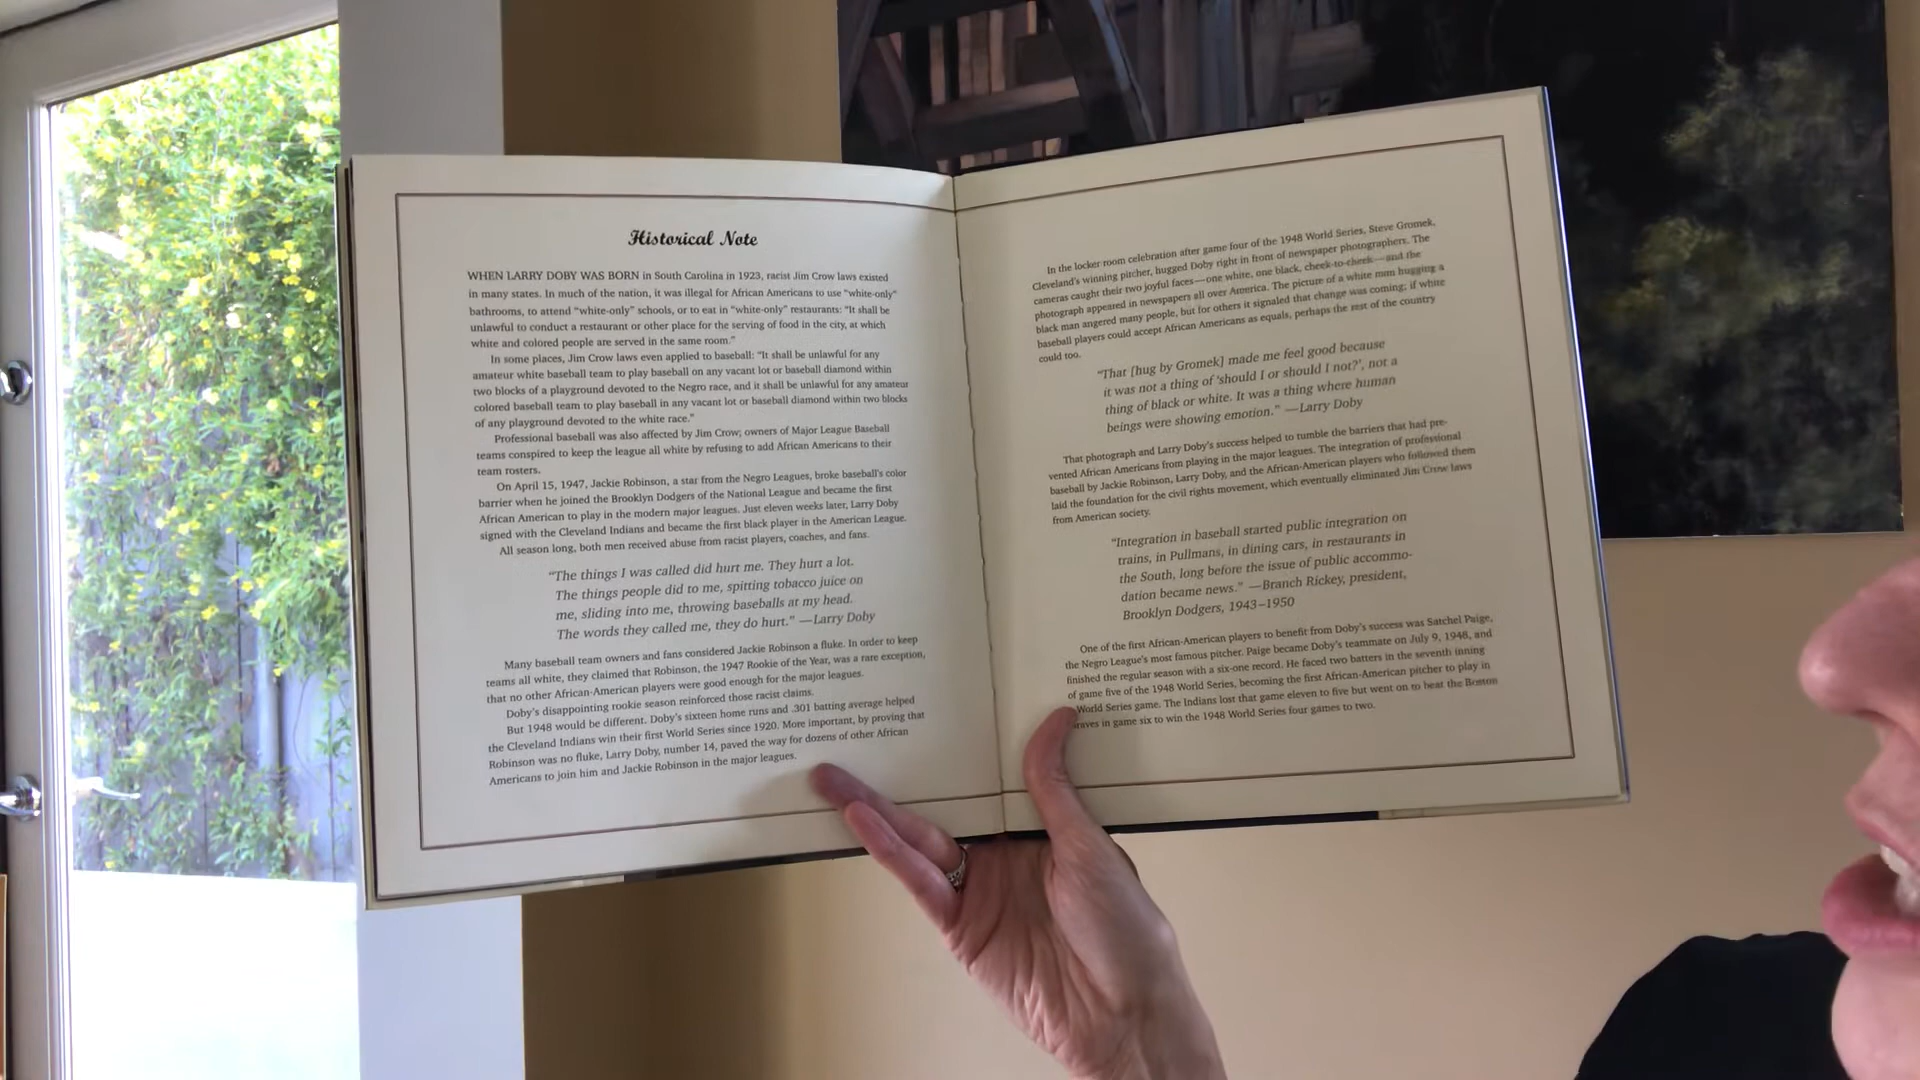 Historical Note
WHEN LARRY DOBY WAS BORN in South Carolina in 1923, racist Jim Crow laws existed
in many states. In much of the nation, it was illegal for African Americans to use "white-only"
bathrooms, to attend "white-only" schools, or to eat in "white-only" restaurants: "It shall be
unlawful to conduct a restaurant or other place for the serving of food in the city, at which
white and colored people are served in the same room."
In some places, Jim Crow laws even applied to baseball: "It shall be unlawful for any
amateur white baseball team to play baseball on any vacant lot or baseball diamond within
two blocks of a playground devoted to the Negro race, and it shall be unlawful for any amateur
colored baseball team to play baseball in any vacant lot or baseball diamond within two blocks
of any playground devoted to the white race."
Professional baseball was also affected by Jim Crow; owners of Major League Baseball
teams conspired to keep the league all white by refusing to add African Americans to their
team rosters.
On April 15, 1947, Jackie Robinson, a star from the Negro Leagues, broke baseball's color
barrier when he joined the Brooklyn Dodgers of the National League and became the first
African American to play in the modern major leagues. Just eleven weeks later, Larry Doby
signed with the Cleveland Indians and became the first black player in the American League.
All season long, both men received abuse from racist players, coaches, and fans.
"The things I was called did hurt me. They hurt a lot.
The things people did to me, spitting tobacco juice on
me, sliding into me, throwing baseballs at my head.
The words they called me, they do hurt." —Larry Doby
Many baseball team owners and fans considered Jackie Robinson a fluke. In order to keep
teams all white, they claimed that Robinson, the 1947 Rookie of the Year, was a rare exception,
that no other African-American players were good enough for the major leagues.
Doby's disappointing rookie season reinforced those racist claims.
But 1948 would be different. Doby's sixteen home runs and .301 batting average helped
the Cleveland Indians win their first World Series since 1920. More important, by proving that
Robinson was no fluke, Larry Doby, number 14, paved the way for dozens of other African
Americans to join him and Jackie Robinson in the major leagues.
In the locker room celebration after game four of the 1948 World Series, Steve Gromek,
Cleveland's winning pitcher, hugged Doby right in front of newspaper photographers. The
cameras caught their two joyful faces—one white, one black, cheek-to-cheek—and the
photograph appeared in newspapers all over America. The picture of a white man hugging a
black man angered many people, but for others it signaled that change was coming; if white
baseball players could accept African Americans as equals, perhaps the rest of the country
could too.
"That [hug by Gromek] made me feel good because
it was not a thing of 'should I or should I not?', not a
thing of black or white. It was a thing where human
beings were showing emotion." —Larry Doby
That photograph and Larry Doby's success helped to tumble the barriers that had pre-
vented African Americans from playing in the major leagues. The integration of professional
baseball by Jackie Robinson, Larry Doby, and the African-American players who followed them
laid the foundation for the civil rights movement, which eventually eliminated Jim Crow laws
from American society.
"Integration in baseball started public integration on
trains, in Pullmans, in dining cars, in restaurants in
the South, long before the issue of public accommo-
dation became news." —Branch Rickey, president,
Brooklyn Dodgers, 1943–1950
One of the first African-American players to benefit from Doby's success was Satchel Paige,
the Negro League's most famous pitcher. Paige became Doby's teammate on July 9, 1948, and
finished the regular season with a six-one record. He faced two batters in the seventh inning
of game five of the 1948 World Series, becoming the first African-American pitcher to play in
World Series game. The Indians lost that game eleven to five but went on to beat the Boston
raves in game six to win the 1948 World Series four games to two.